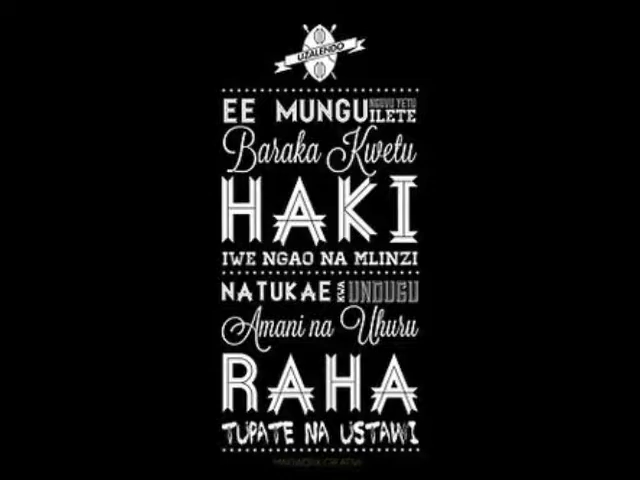 UZALENDO
EE MUNGU NGUVU YETU
ILETE
Baraka Kwetu
HAKI
IWE NGAO NA MLINZI
NATUKAE KWA UNDUGU
Amani na Uhuru
RAHA
TUPATE NA USTAWI